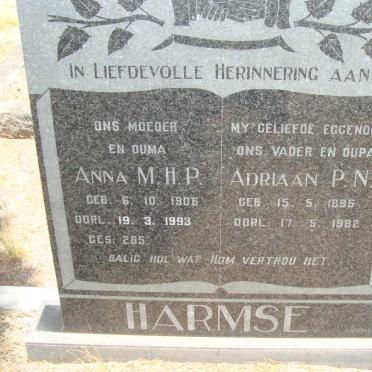 IN LIEFDEVOLLE HERINNERING AAN
ONS MOEDER
EN OUMA
ANNA M.H.P.
GEB. 6. 10. 1906
OORL. 19. 3. 1993
GES. 285
MY GELIEFDE EGGENO
ONS VADER EN OUPA
ADRIAAN P.N.
GEB. 15. 5. 1895
OORL. 17. 5. 1982
SALIG HUL WAT HOM VERTROU HET.
HARMSE